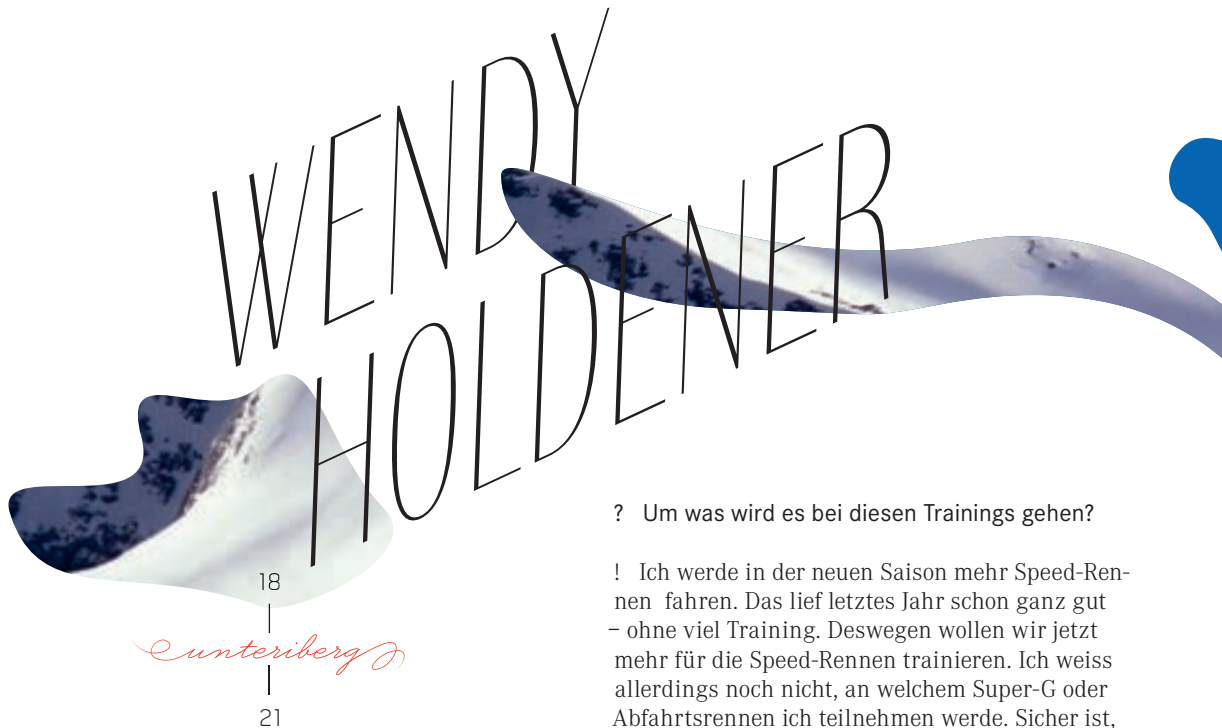 WENDY
HOLDENER
18
unteriberg
21
? Um was wird es bei diesen Trainings gehen?
! Ich werde in der neuen Saison mehr Speed-Ren-
nen fahren. Das lief letztes Jahr schon ganz gut
– ohne viel Training. Deswegen wollen wir jetzt
mehr für die Speed-Rennen trainieren. Ich weiss
allerdings noch nicht, an welchem Super-G oder
Abfahrtsrennen ich teilnehmen werde. Sicher ist,